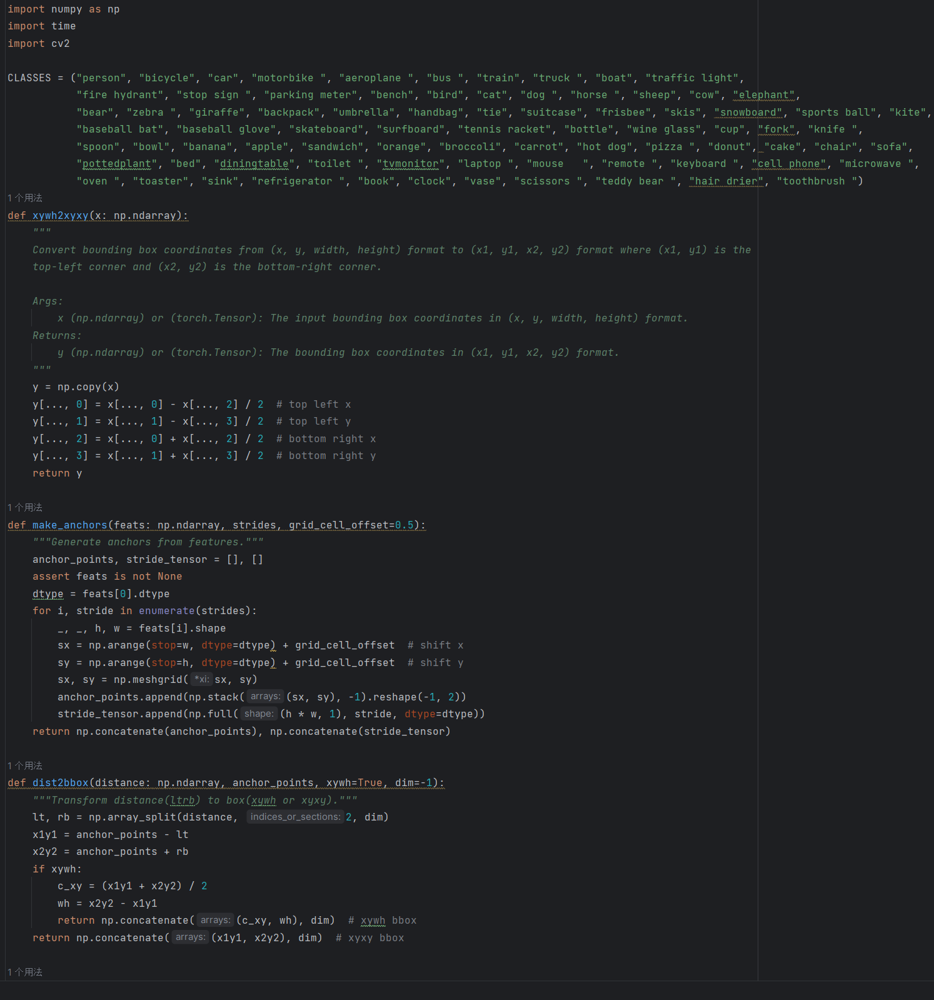 import numpy as np
import time
import cv2

CLASSES = ("person", "bicycle", "car", "motorbike ", "aeroplane ", "bus ", "train", "truck ", "boat", "traffic light",
           "fire hydrant", "stop sign ", "parking meter", "bench", "bird", "cat", "dog ", "horse ", "sheep", "cow", "elephant",
           "bear", "zebra ", "giraffe", "backpack", "umbrella", "handbag", "tie", "suitcase", "frisbee", "skis", "snowboard", "sports ball", "kite",
           "baseball bat", "baseball glove", "skateboard", "surfboard", "tennis racket", "bottle", "wine glass", "cup", "fork", "knife ",
           "spoon", "bowl", "banana", "apple", "sandwich", "orange", "broccoli", "carrot", "hot dog", "pizza ", "donut", "cake", "chair", "sofa",
           "pottedplant", "bed", "diningtable", "toilet ", "tvmonitor", "laptop ", "mouse   ", "remote ", "keyboard ", "cell phone", "microwave ",
           "oven ", "toaster", "sink", "refrigerator ", "book", "clock", "vase", "scissors ", "teddy bear ", "hair drier", "toothbrush ")
1 个用法
def xywh2xyxy(x: np.ndarray):
    """
    Convert bounding box coordinates from (x, y, width, height) format to (x1, y1, x2, y2) format where (x1, y1) is the
    top-left corner and (x2, y2) is the bottom-right corner.

    Args:
        x (np.ndarray) or (torch.Tensor): The input bounding box coordinates in (x, y, width, height) format.
    Returns:
        y (np.ndarray) or (torch.Tensor): The bounding box coordinates in (x1, y1, x2, y2) format.
    """
    y = np.copy(x)
    y[..., 0] = x[..., 0] - x[..., 2] / 2  # top left x
    y[..., 1] = x[..., 1] - x[..., 3] / 2  # top left y
    y[..., 2] = x[..., 0] + x[..., 2] / 2  # bottom right x
    y[..., 3] = x[..., 1] + x[..., 3] / 2  # bottom right y
    return y

1 个用法
def make_anchors(feats: np.ndarray, strides, grid_cell_offset=0.5):
    """Generate anchors from features."""
    anchor_points, stride_tensor = [], []
    assert feats is not None
    dtype = feats[0].dtype
    for i, stride in enumerate(strides):
        _, _, h, w = feats[i].shape
        sx = np.arange(stop=w, dtype=dtype) + grid_cell_offset  # shift x
        sy = np.arange(stop=h, dtype=dtype) + grid_cell_offset  # shift y
        sx, sy = np.meshgrid( *xi: sx, sy)
        anchor_points.append(np.stack( arrays: (sx, sy), -1).reshape(-1, 2))
        stride_tensor.append(np.full( shape: (h * w, 1), stride, dtype=dtype))
    return np.concatenate(anchor_points), np.concatenate(stride_tensor)

1 个用法
def dist2bbox(distance: np.ndarray, anchor_points, xywh=True, dim=-1):
    """Transform distance(ltrb) to box(xywh or xyxy)."""
    lt, rb = np.array_split(distance, indices_or_sections: 2, dim)
    x1y1 = anchor_points - lt
    x2y2 = anchor_points + rb
    if xywh:
        c_xy = (x1y1 + x2y2) / 2
        wh = x2y2 - x1y1
        return np.concatenate( arrays: (c_xy, wh), dim)  # xywh bbox
    return np.concatenate( arrays: (x1y1, x2y2), dim)  # xyxy bbox

1 个用法